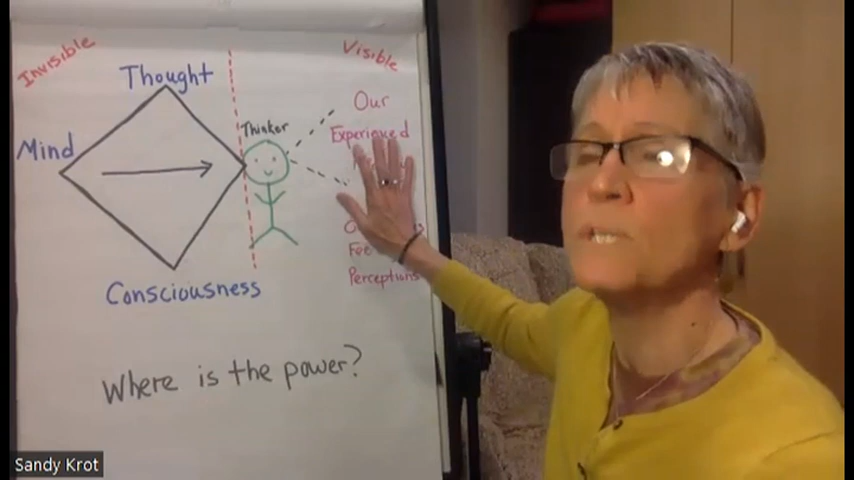 Invisible
Visible
Thought
Mind
Thinker
Our
Experienced
Consciousness
Perceptions
Where is the power?
Sandy Krot